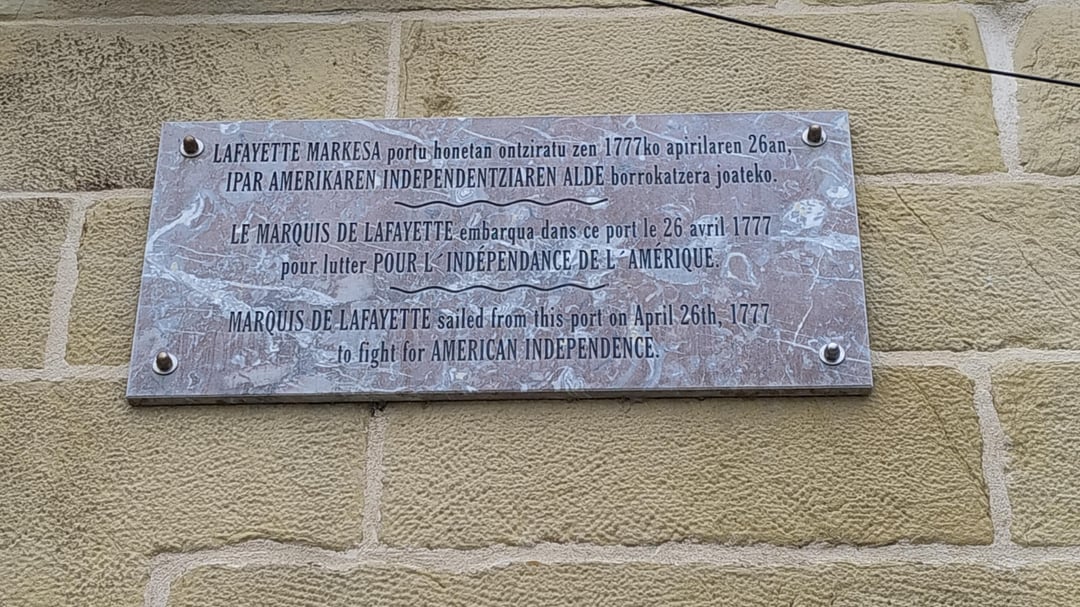 LAFAYETTE MARKESA portu honetan ontziratu zen 1777ko apirilaren 26an,
IPAR AMERIKAREN INDEPENDENTZIAREN ALDE borrokatzera joateko.
LE MARQUIS DE LAFAYETTE embarqua dans ce port le 26 avril 1777
pour lutter POUR L´INDÉPENDANCE DE L´AMÉRIQUE.
MARQUIS DE LAFAYETTE sailed from this port on April 26th, 1777
to fight for AMERICAN INDEPENDENCE.